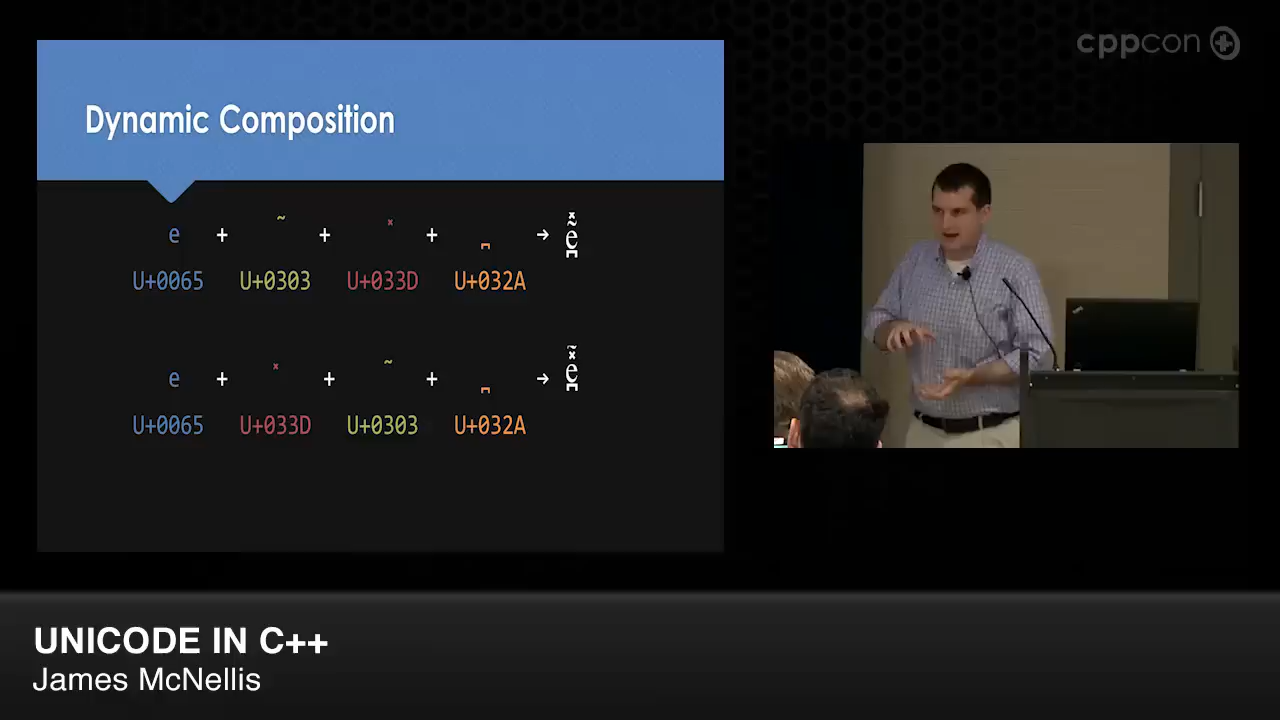 cppcon
Dynamic Composition
e + ̃ + ̽ + ̪ → ẽ̪̽
U+0065 U+0303 U+033D U+032A
e + ̽ + ̃ + ̪ → e̪̽̃
U+0065 U+033D U+0303 U+032A
UNICODE IN C++
James McNellis